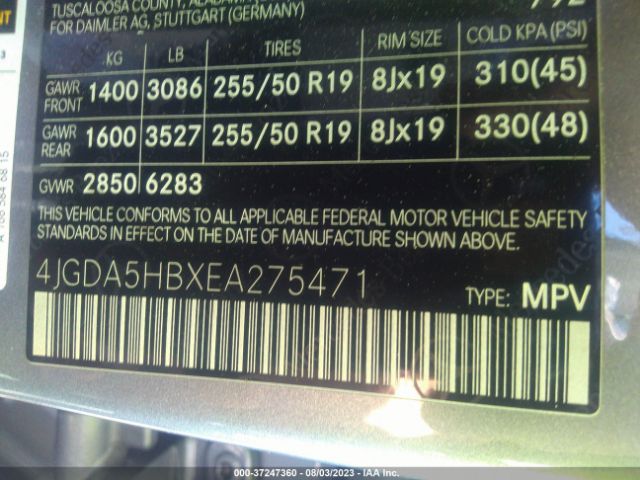 TUSCALOOSA COUNTY, ALABAMA
FOR DAIMLER AG, STUTTGART (GERMANY)
KG LB TIRES RIM SIZE COLD KPA (PSI)
GAWR FRONT 1400 3086 255/50 R19 8Jx19 310(45)
GAWR REAR 1600 3527 255/50 R19 8Jx19 330(48)
GVWR 2850 6283
THIS VEHICLE CONFORMS TO ALL APPLICABLE FEDERAL MOTOR VEHICLE SAFETY
STANDARDS IN EFFECT ON THE DATE OF MANUFACTURE SHOWN ABOVE.
4JGDA5HBXEA275471 TYPE: MPV
000-37247360 - 08/03/2023 - IAA Inc.